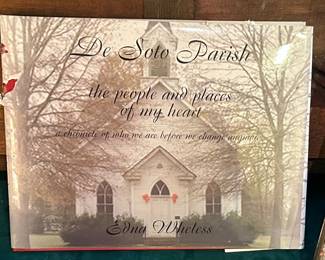 De Soto Parish
the people and places
of my heart
a chronicle of who we are before we change anymore
Edna Wheless